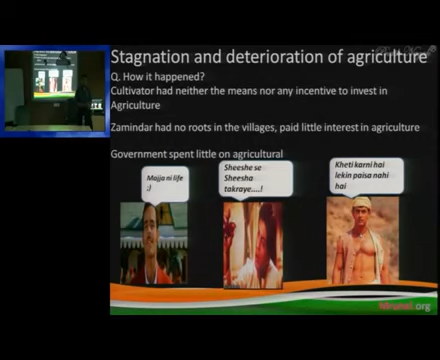 Stagnation and deterioration of agriculture
Q. How it happened?
Cultivator had neither the means nor any incentive to invest in
Agriculture
Zamindar had no roots in the villages, paid little interest in agriculture
Government spent little on agricultural
Majja ni life
;)
Sheeshe se
Sheesha
takraye....!
Kheti karni hai
lekin paisa nahi
hai
.org